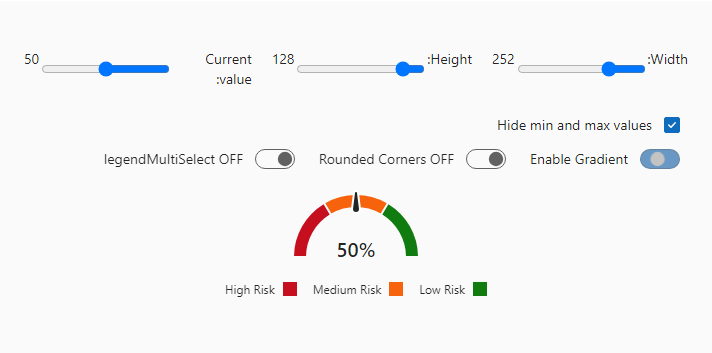 :Width
252
:Height
128
Current
:value
50
Hide min and max values
Enable Gradient
Rounded Corners OFF
legendMultiSelect OFF
50%
High Risk
Medium Risk
Low Risk